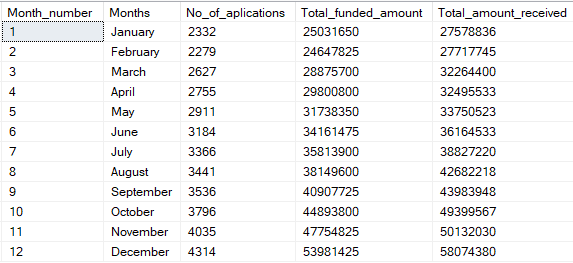 Month_number Months No_of_aplications Total_funded_amount Total_amount_received
1 January 2332 25031650 27578836
2 February 2279 24647825 27717745
3 March 2627 28875700 32264400
4 April 2755 29800800 32495533
5 May 2911 31738350 33750523
6 June 3184 34161475 36164533
7 July 3366 35813900 38827220
8 August 3441 38149600 42682218
9 September 3536 40907725 43983948
10 October 3796 44893800 49399567
11 November 4035 47754825 50132030
12 December 4314 53981425 58074380